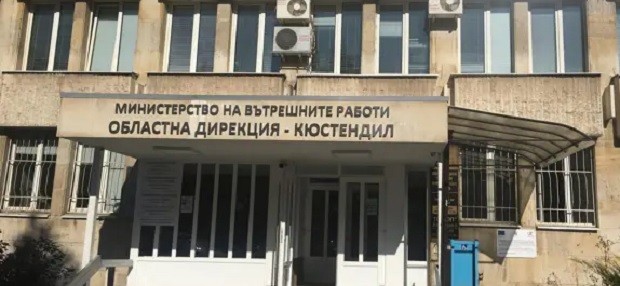 МИНИСТЕРСТВО НА ВЪТРЕШНИТЕ РАБОТИ
ОБЛАСТНА ДИРЕКЦИЯ - КЮСТЕНДИЛ